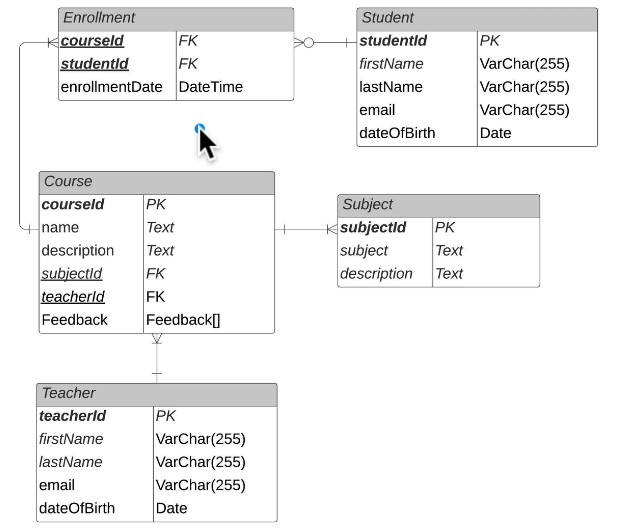 Enrollment
courseId FK
studentId FK
enrollmentDate DateTime
Student
studentId PK
firstName VarChar(255)
lastName VarChar(255)
email VarChar(255)
dateOfBirth Date
Course
courseId PK
name Text
description Text
subjectId FK
teacherId FK
Feedback Feedback[]
Subject
subjectId PK
subject Text
description Text
Teacher
teacherId PK
firstName VarChar(255)
lastName VarChar(255)
email VarChar(255)
dateOfBirth Date